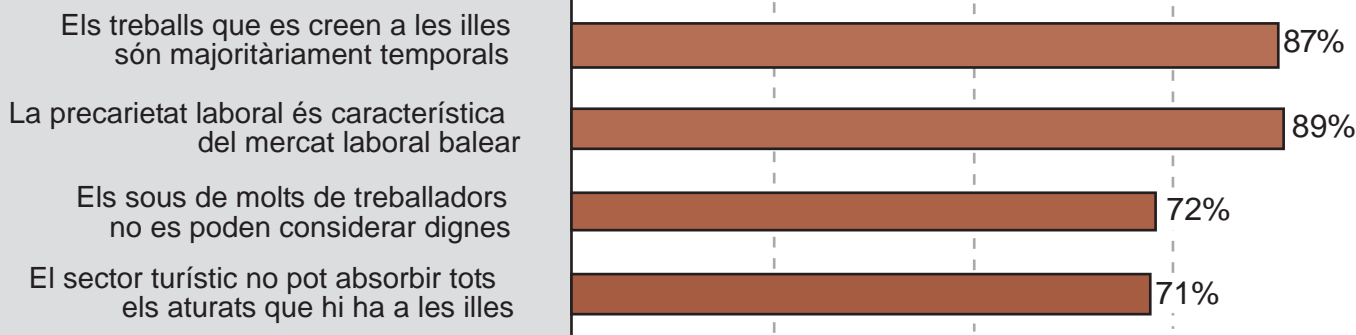 Els treballs que es creen a les illes
són majoritàriament temporals
87%
La precarietat laboral és característica
del mercat laboral balear
89%
Els sous de molts de treballadors
no es poden considerar dignes
72%
El sector turístic no pot absorbir tots
els aturats que hi ha a les illes
71%